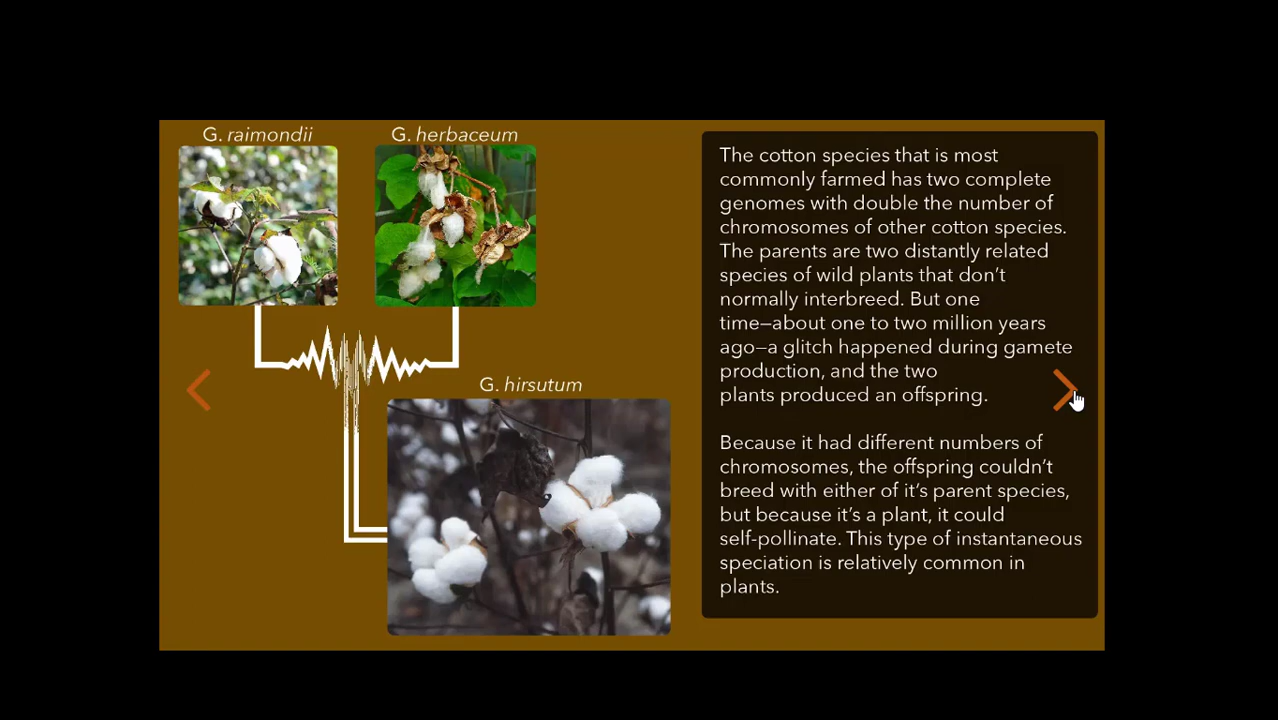 G. raimondii
G. herbaceum
G. hirsutum
The cotton species that is most
commonly farmed has two complete
genomes with double the number of
chromosomes of other cotton species.
The parents are two distantly related
species of wild plants that don't
normally interbreed. But one
time—about one to two million years
ago—a glitch happened during gamete
production, and the two
plants produced an offspring.
Because it had different numbers of
chromosomes, the offspring couldn't
breed with either of it's parent species,
but because it's a plant, it could
self-pollinate. This type of instantaneous
speciation is relatively common in
plants.